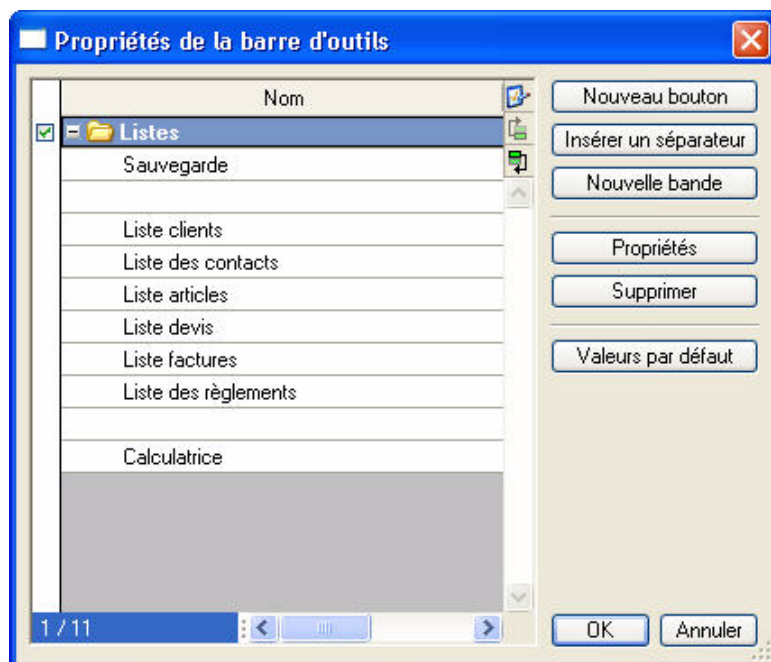 Propriétés de la barre d'outils
Nom
Listes
Sauvegarde
Liste clients
Liste des contacts
Liste articles
Liste devis
Liste factures
Liste des règlements
Calculatrice
1 / 11
Nouveau bouton
Insérer un séparateur
Nouvelle bande
Propriétés
Supprimer
Valeurs par défaut
OK
Annuler